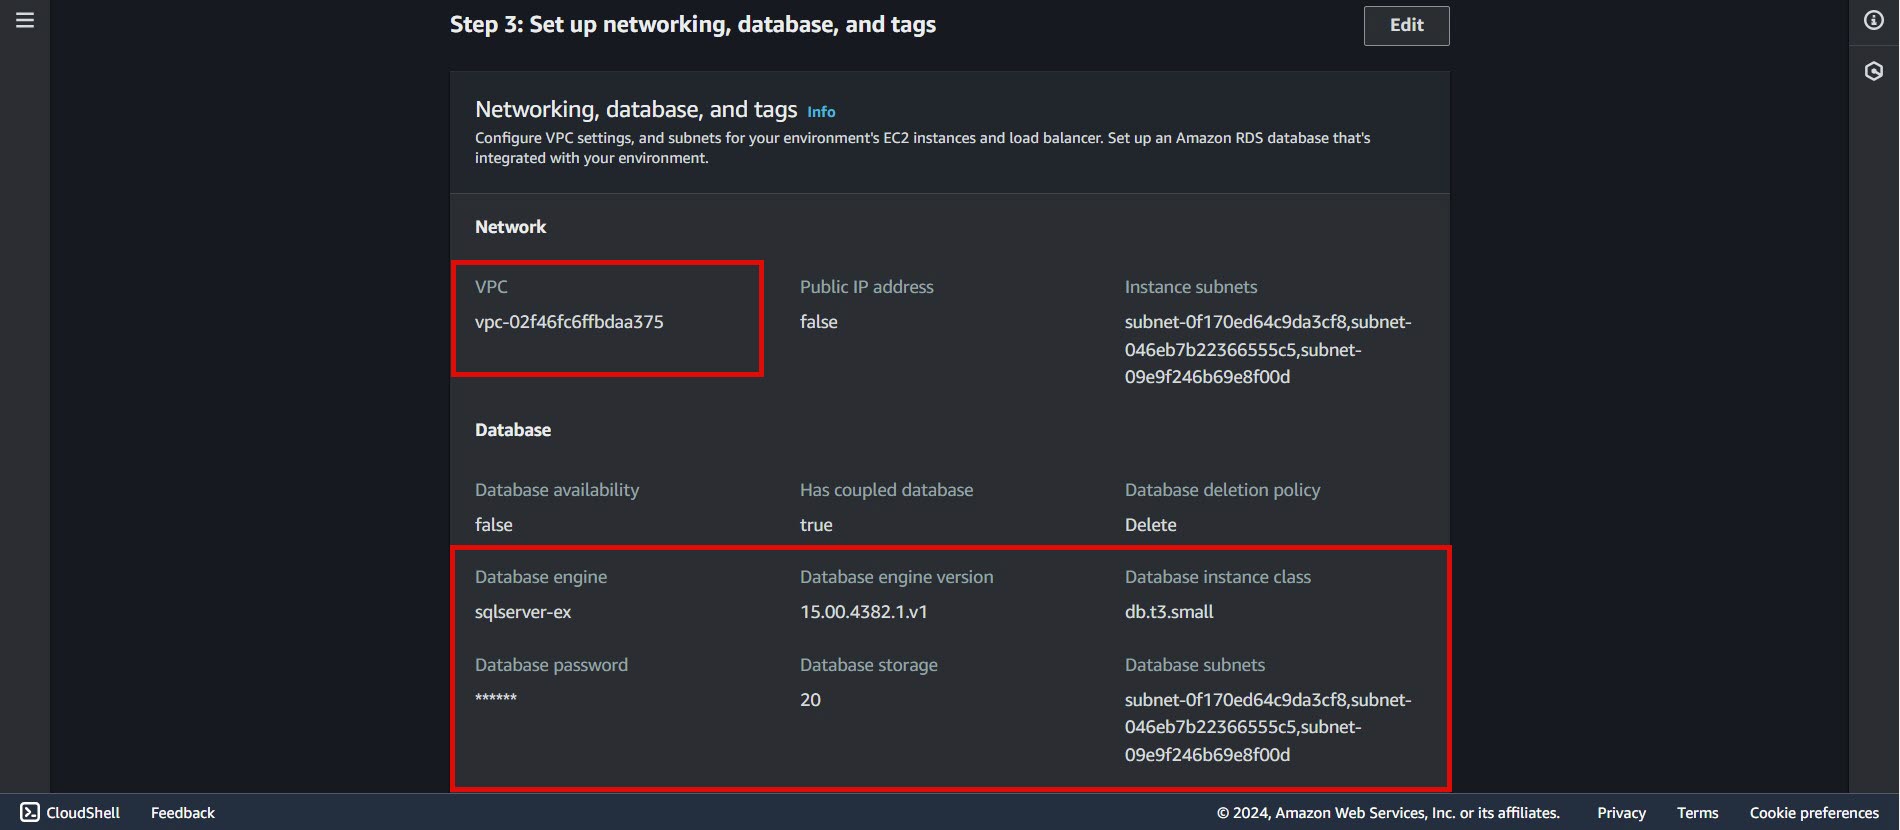 Step 3: Set up networking, database, and tags
Edit
Networking, database, and tags Info
Configure VPC settings, and subnets for your environment's EC2 instances and load balancer. Set up an Amazon RDS database that's
integrated with your environment.
Network
VPC
vpc-02f46fc6ffbdaa375
Public IP address
false
Instance subnets
subnet-0f170ed64c9da3cf8,subnet-
046eb7b22366555c5,subnet-
09e9f246b69e8f00d
Database
Database availability
false
Has coupled database
true
Database deletion policy
Delete
Database engine
sqlserver-ex
Database engine version
15.00.4382.1.v1
Database instance class
db.t3.small
Database password
******
Database storage
20
Database subnets
subnet-0f170ed64c9da3cf8,subnet-
046eb7b22366555c5,subnet-
09e9f246b69e8f00d
CloudShell Feedback © 2024, Amazon Web Services, Inc. or its affiliates. Privacy Terms Cookie preferences